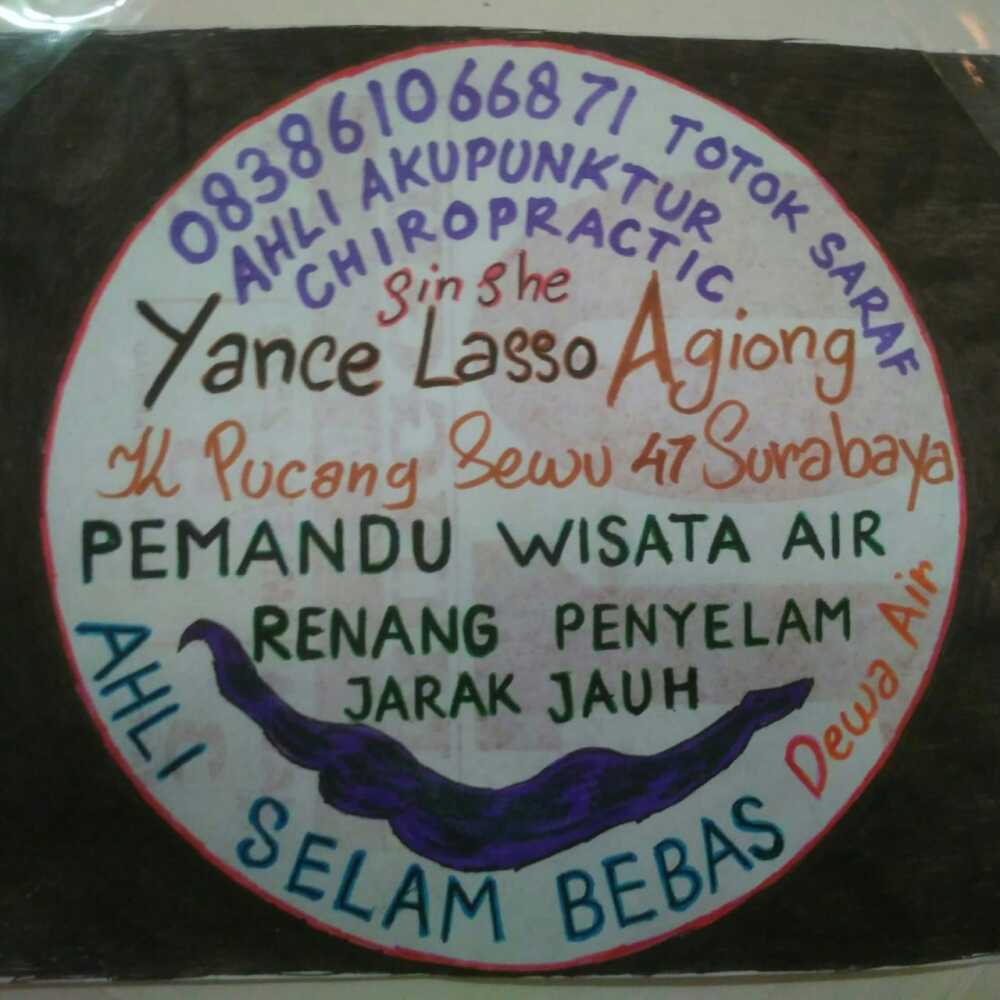 083861066871 TOTOK SARAF
AHLI AKUPUNKTUR
CHIROPRACTIC
sinshe
Yance Lasso Agiong
Jl Pucang Sewu 47 Surabaya
PEMANDU WISATA AIR
RENANG PENYELAM
JARAK JAUH
Dewa Air
AHLI SELAM BEBAS